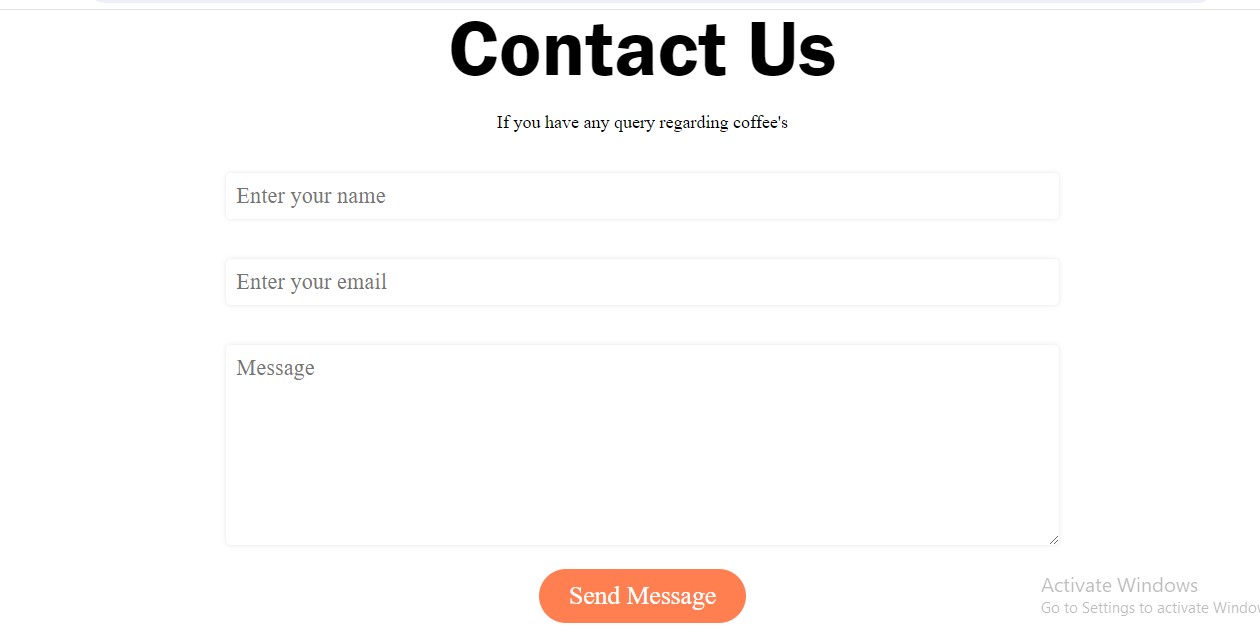 Contact Us
If you have any query regarding coffee's
Enter your name
Enter your email
Message
Send Message
Activate Windows
Go to Settings to activate Windo